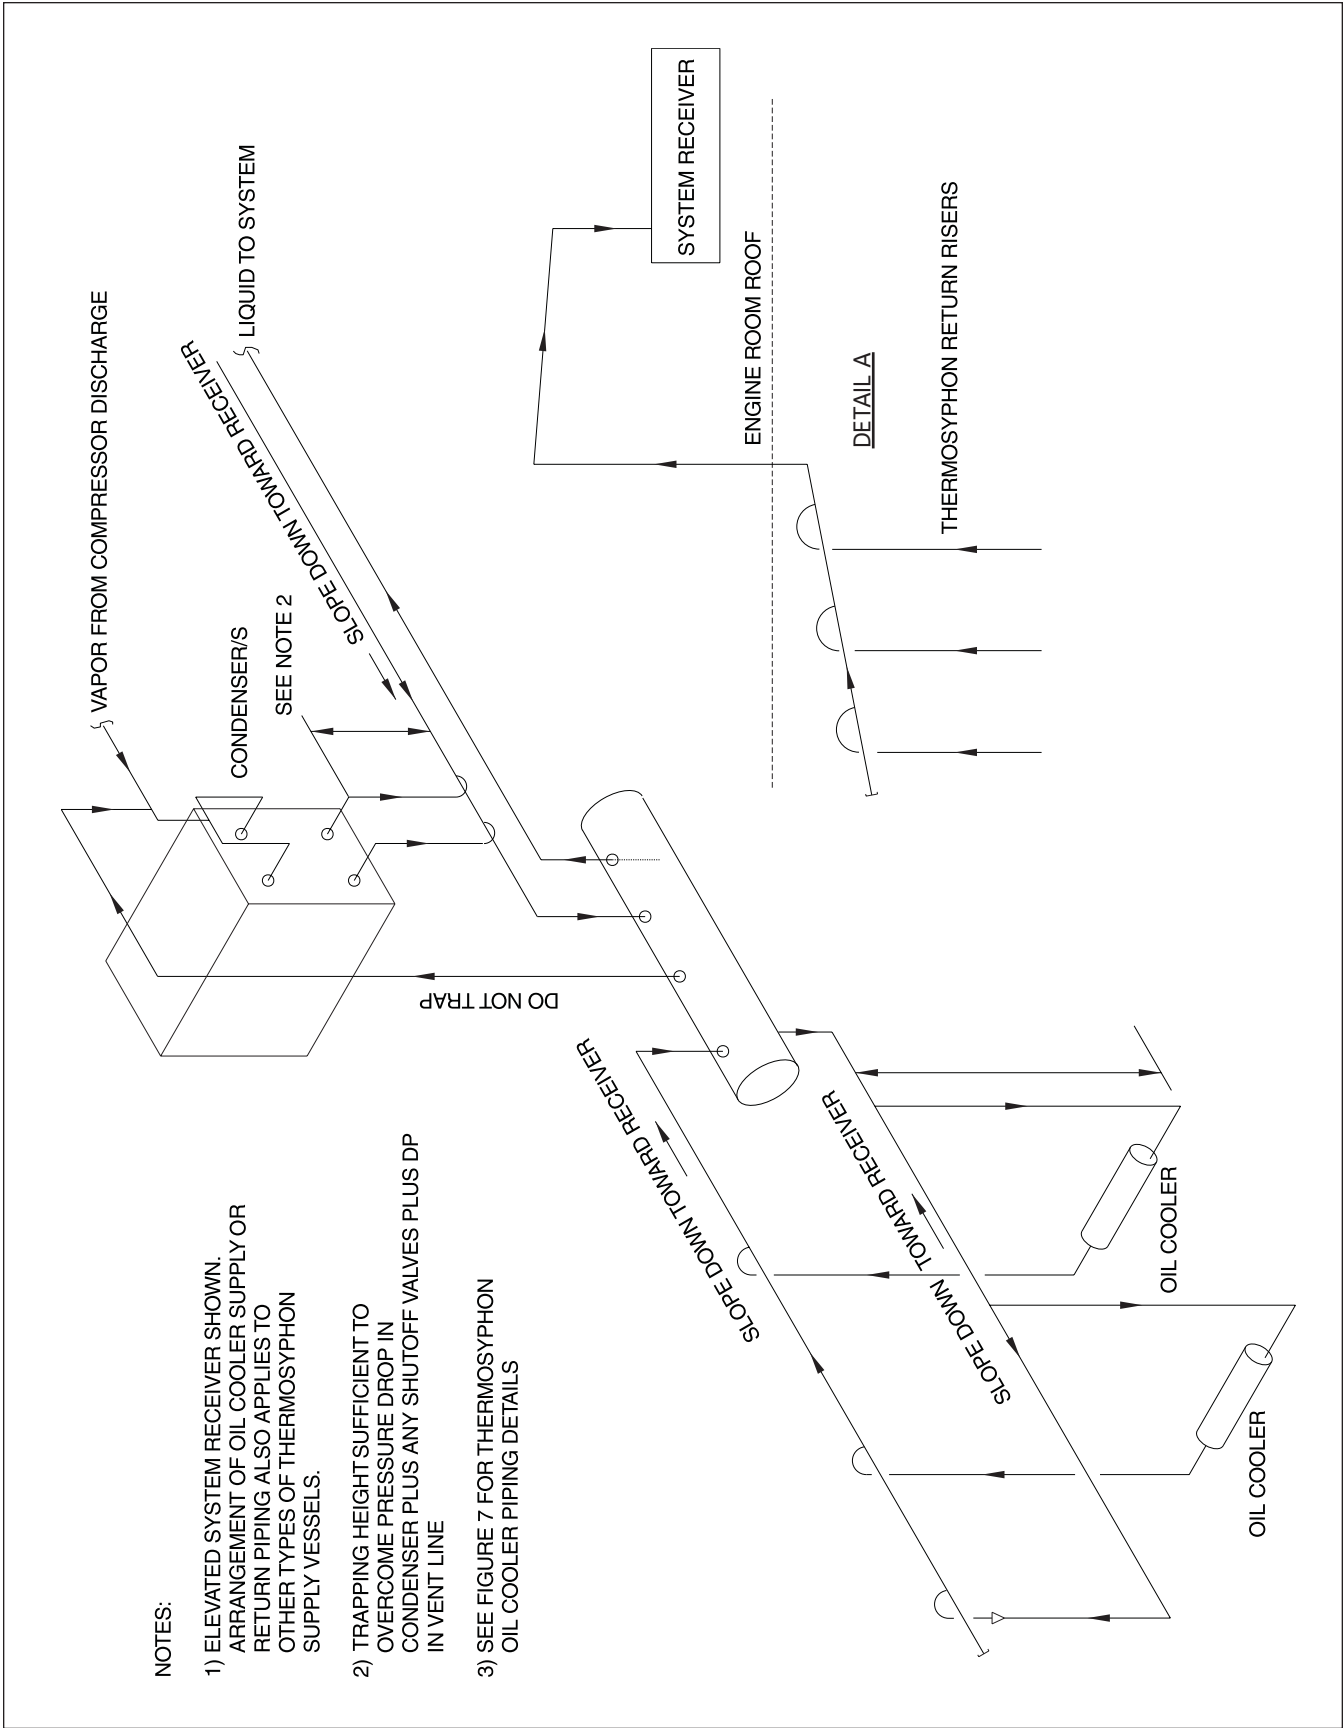 NOTES:
1) ELEVATED SYSTEM RECEIVER SHOWN.
ARRANGEMENT OF OIL COOLER SUPPLY OR
RETURN PIPING ALSO APPLIES TO
OTHER TYPES OF THERMOSYPHON
SUPPLY VESSELS.
2) TRAPPING HEIGHT SUFFICIENT TO
OVERCOME PRESSURE DROP IN
CONDENSER PLUS ANY SHUTOFF VALVES PLUS DP
IN VENT LINE
3) SEE FIGURE 7 FOR THERMOSYPHON
OIL COOLER PIPING DETAILS
VAPOR FROM COMPRESSOR DISCHARGE
CONDENSER/S
SEE NOTE 2
SLOPE DOWN TOWARD RECEIVER
LIQUID TO SYSTEM
DO NOT TRAP
SLOPE DOWN TOWARD RECEIVER
SLOPE DOWN TOWARD RECEIVER
OIL COOLER
OIL COOLER
SYSTEM RECEIVER
ENGINE ROOM ROOF
DETAIL A
THERMOSYPHON RETURN RISERS